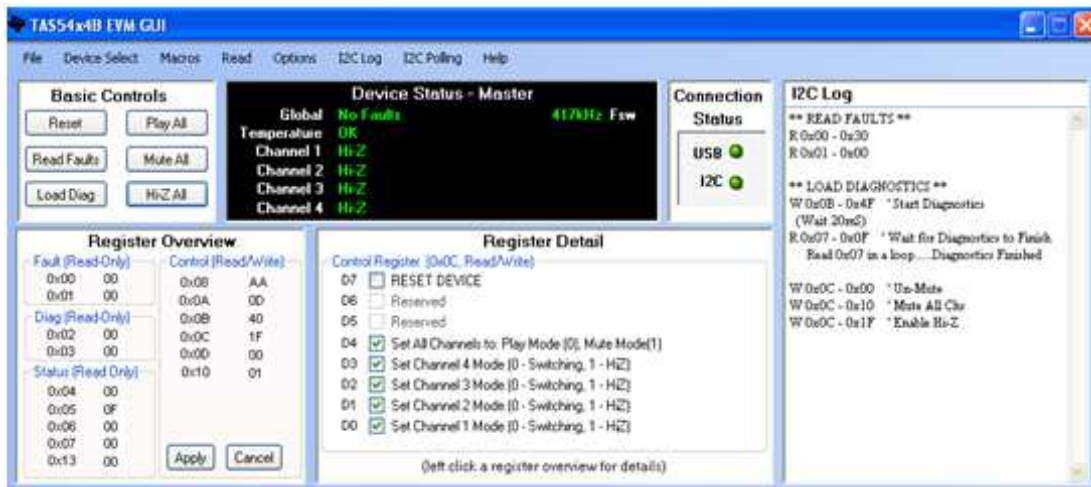 TAS54x4B EVM GUI
File Device Select Macros Read Options I2C Log I2C Polling Help
Basic Controls
Reset Play All
Read Faults Mute All
Load Diag Hi-Z All
Device Status - Master
Global No Faults 417kHz Fsw
Temperature OK
Channel 1 Hi-Z
Channel 2 Hi-Z
Channel 3 Hi-Z
Channel 4 Hi-Z
Connection Status
USB
I2C
I2C Log
** READ FAULTS **
R 0x00 - 0x30
R 0x01 - 0x00
** LOAD DIAGNOSTICS **
W 0x0B - 0x4F ' Start Diagnostics
(Wait 20mS)
R 0x07 - 0x0F ' Wait for Diagnostics to Finish
Read 0x07 in a loop....Diagnostics Finished
W 0x0C - 0x00 ' Un-Mute
W 0x0C - 0x10 ' Mute All Chs
W 0x0C - 0x1F ' Enable Hi-Z
Register Overview
Fault (Read-Only)
0x00 00
0x01 00
Diag (Read-Only)
0x02 00
0x03 00
Status (Read Only)
0x04 00
0x05 0F
0x06 00
0x07 00
0x13 00
Control (Read/Write)
0x08 AA
0x0A 0D
0x0B 40
0x0C 1F
0x0D 00
0x10 01
Apply Cancel
Register Detail
Control Register (0x0C, Read/Write)
D7 RESET DEVICE
D6 Reserved
D5 Reserved
D4 Set All Channels to: Play Mode (0), Mute Mode(1)
D3 Set Channel 4 Mode (0 - Switching, 1 - HiZ)
D2 Set Channel 3 Mode (0 - Switching, 1 - HiZ)
D1 Set Channel 2 Mode (0 - Switching, 1 - HiZ)
D0 Set Channel 1 Mode (0 - Switching, 1 - HiZ)
(left click a register overview for details)